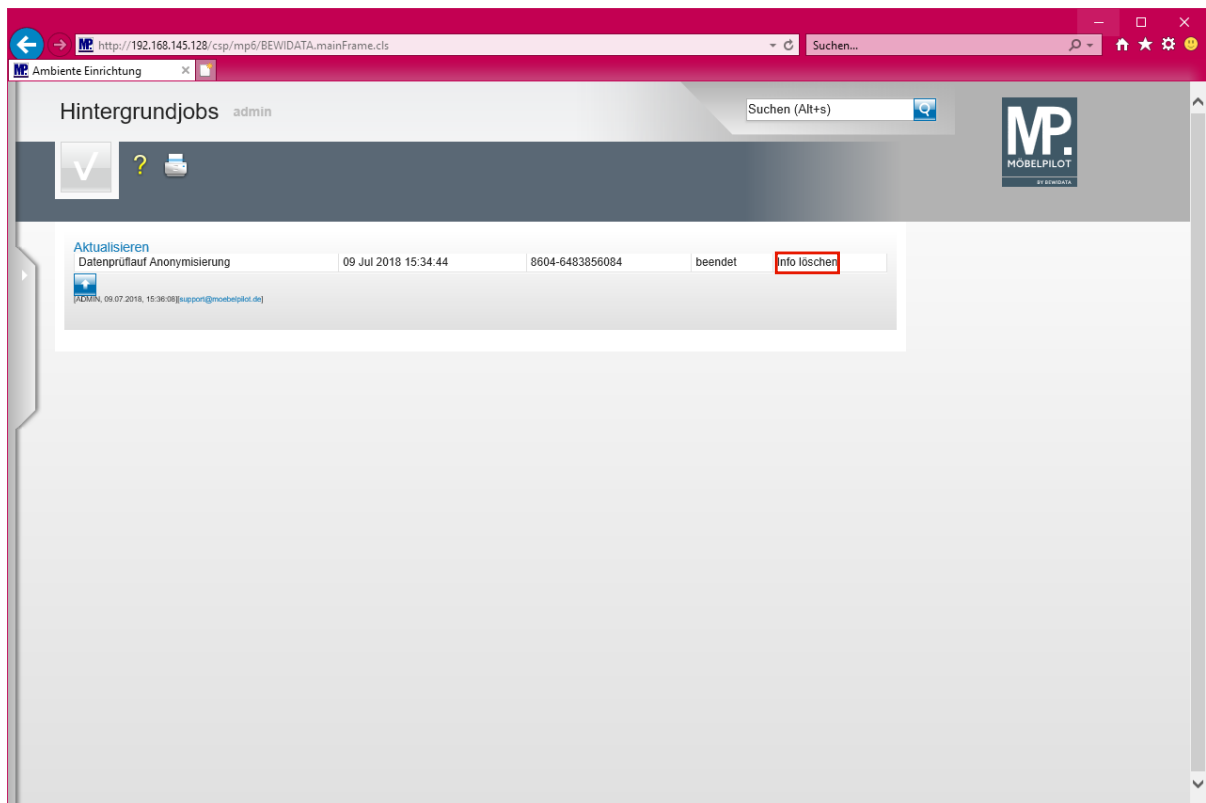 MP. http://192.168.145.128/csp/mp6/BEWIDATA.mainFrame.cls Suchen...
MP. Ambiente Einrichtung
Hintergrundjobs admin Suchen (Alt+s)
MP.
MÖBELPILOT
BY BEWIDATA
?
Aktualisieren
Datenprüflauf Anonymisierung 09 Jul 2018 15:34:44 8604-6483856084 beendet Info löschen
[ADMIN, 09.07.2018, 15:36:08][support@moebelpilot.de]